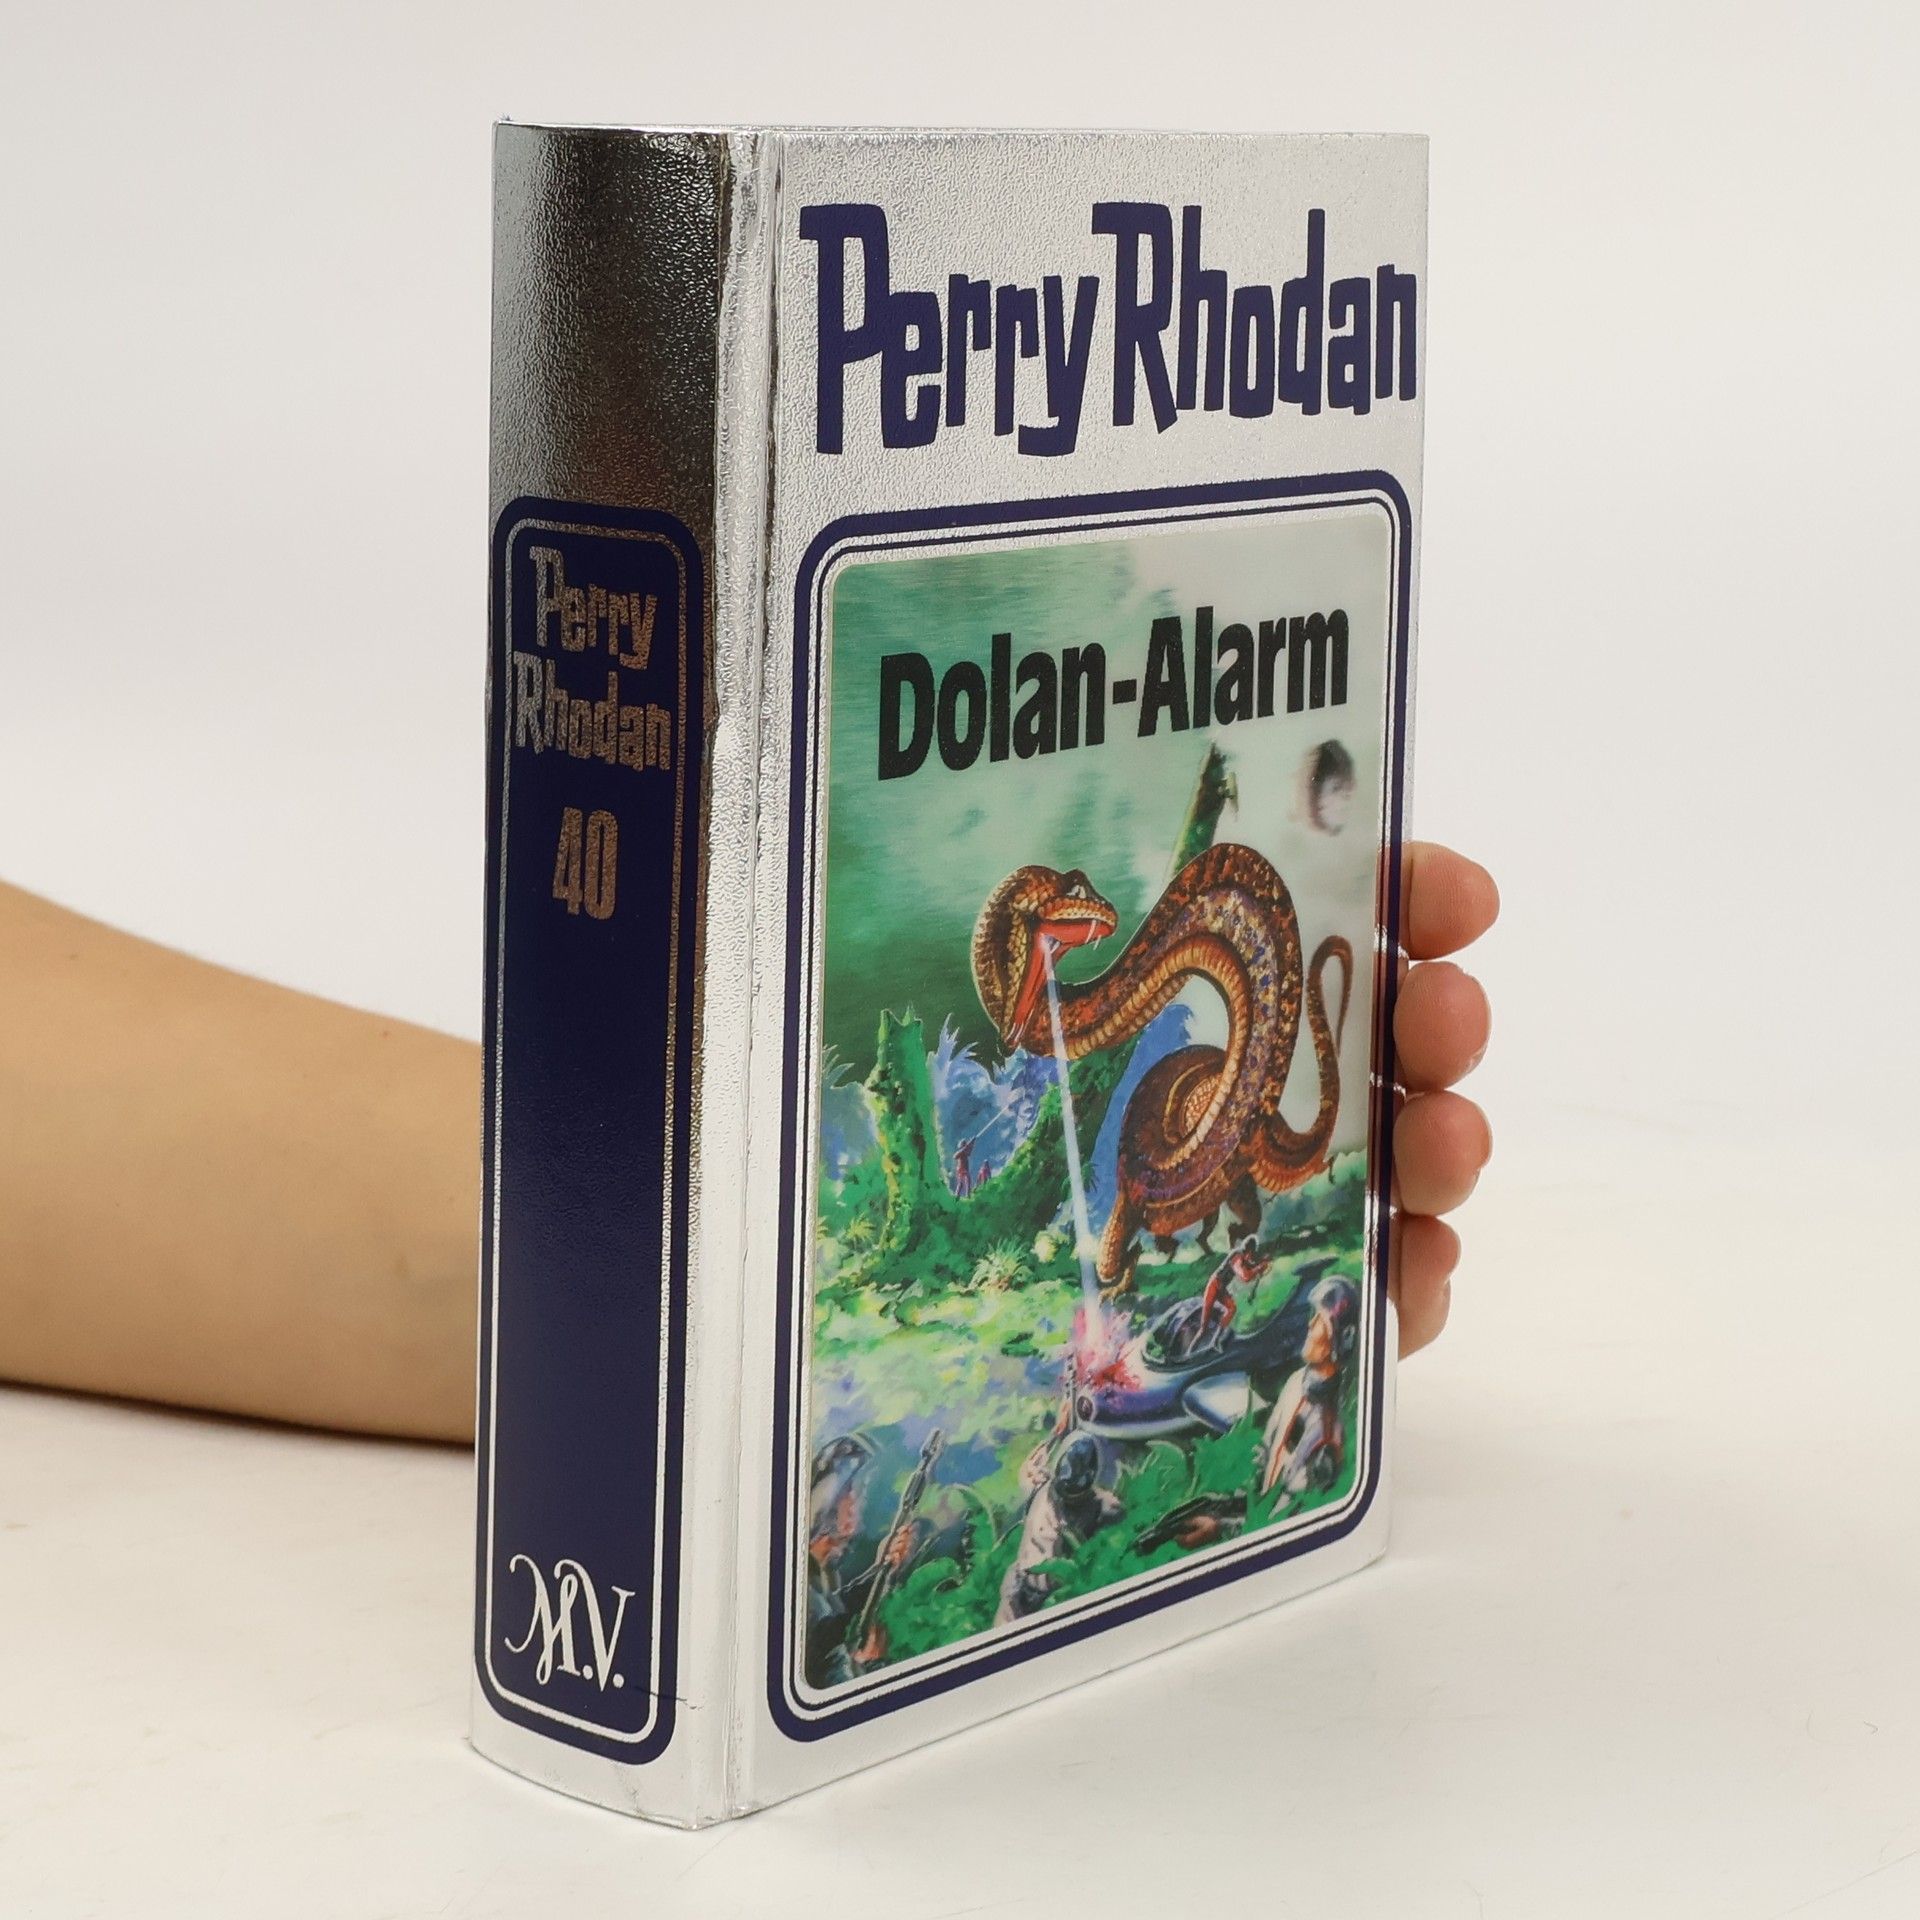 Perry
Rhodan
40
M.V.
Perry Rhodan
Dolan-Alarm